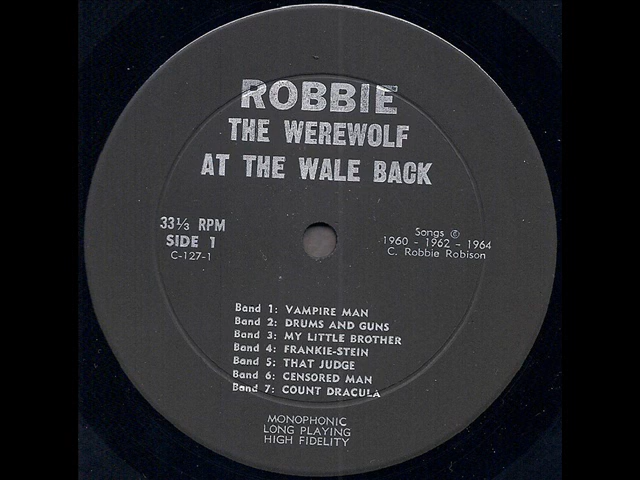 ROBBIE
THE WEREWOLF
AT THE WALE BACK
33⅓ RPM
SIDE 1
C-127-1
Songs ©
1960 - 1962 - 1964
C. Robbie Robison
Band 1: VAMPIRE MAN
Band 2: DRUMS AND GUNS
Band 3: MY LITTLE BROTHER
Band 4: FRANKIE-STEIN
Band 5: THAT JUDGE
Band 6: CENSORED MAN
Band 7: COUNT DRACULA
MONOPHONIC
LONG PLAYING
HIGH FIDELITY